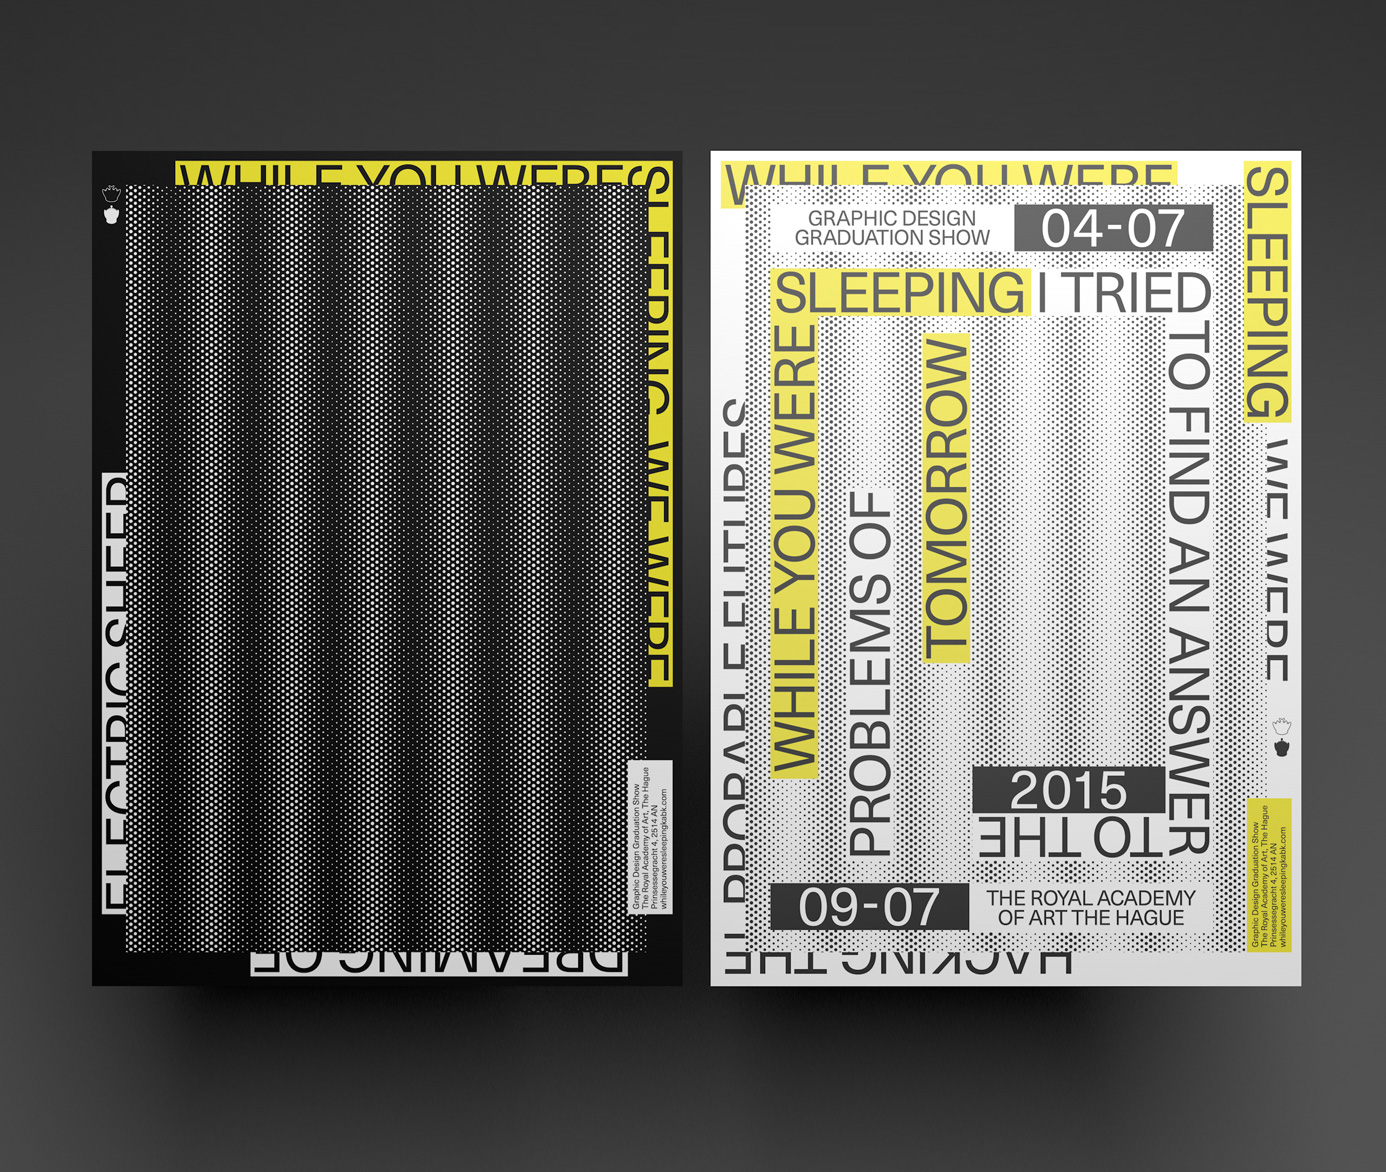 WHILE YOU WERE
SLEEPING
WE WERE
DREAMING OF
ELECTRIC SHEEP
Graphic Design Graduation Show
The Royal Academy of Art, The Hague
Prinsessegracht 4, 2514 AN
whileyouweresleepingkabk.com
WHILE YOU WERE
SLEEPING
WE WERE
HACKING THE
PROBABLE FUTURES
GRAPHIC DESIGN
GRADUATION SHOW
04-07
WHILE YOU WERE
SLEEPING
I TRIED
TO FIND AN ANSWER
TO THE
PROBLEMS OF
TOMORROW
2015
09-07
THE ROYAL ACADEMY
OF ART THE HAGUE
Graphic Design Graduation Show
The Royal Academy of Art, The Hague
Prinsessegracht 4, 2514 AN
whileyouweresleepingkabk.com